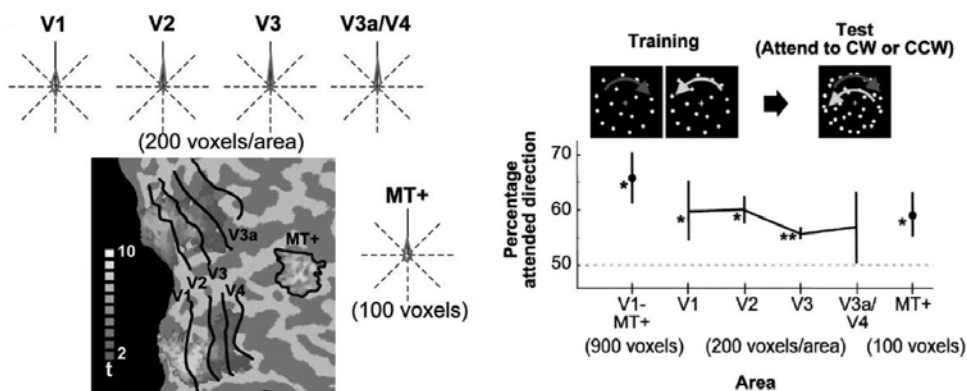 V1 V2 V3 V3a/V4
(200 voxels/area)
10
2
t
V1
V2
V3
V4
V3a
MT+
MT+
(100 voxels)
Training
Test
(Attend to CW or CCW)
Percentage
attended direction
70
60
50
* * * ** *
V1-
MT+
V1 V2 V3 V3a/
V4
MT+
(900 voxels) (200 voxels/area) (100 voxels)
Area